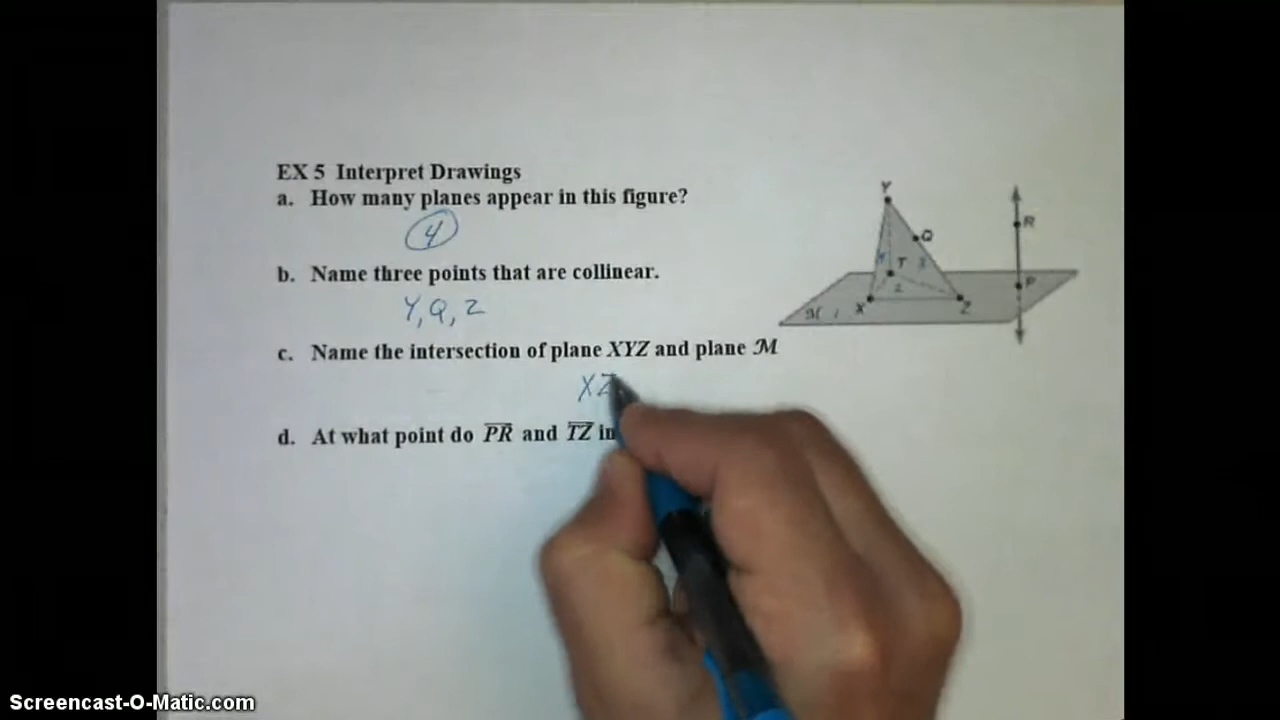 EX 5 Interpret Drawings
a. How many planes appear in this figure?
4
b. Name three points that are collinear.
Y, Q, Z
c. Name the intersection of plane XYZ and plane ℳ
XZ
d. At what point do PR and TZ in
Y
Q
R
T
P
X
Z
ℳ
Screencast-O-Matic.com